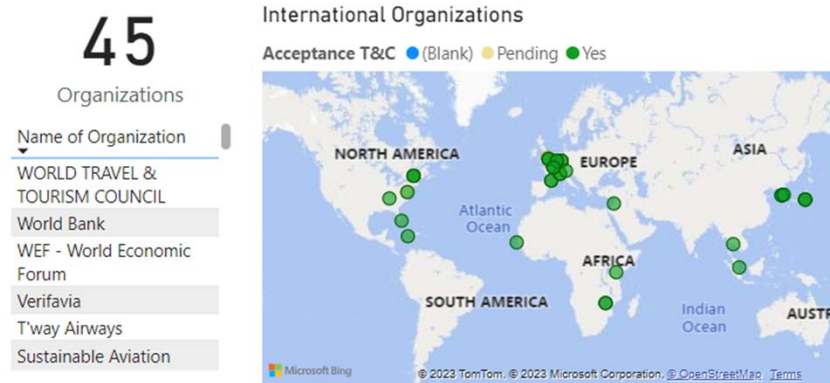 45
Organizations
Name of Organization
WORLD TRAVEL &
TOURISM COUNCIL
World Bank
WEF - World Economic
Forum
Verifavia
T'way Airways
Sustainable Aviation
International Organizations
Acceptance T&C (Blank) Pending Yes
NORTH AMERICA
EUROPE
ASIA
Atlantic
Ocean
AFRICA
SOUTH AMERICA
Indian
Ocean
AUSTR
Microsoft Bing
© 2023 TomTom, © 2023 Microsoft Corporation, © OpenStreetMap Terms